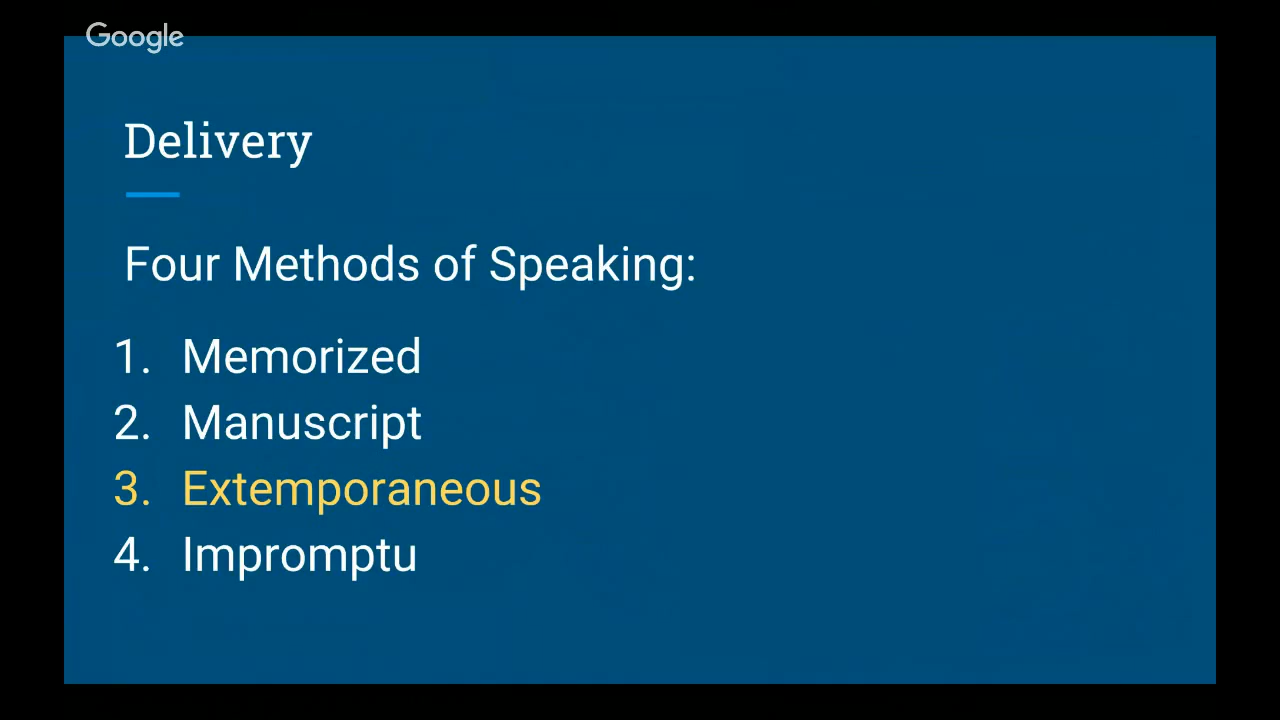 Google
Delivery
Four Methods of Speaking:
1. Memorized
2. Manuscript
3. Extemporaneous
4. Impromptu